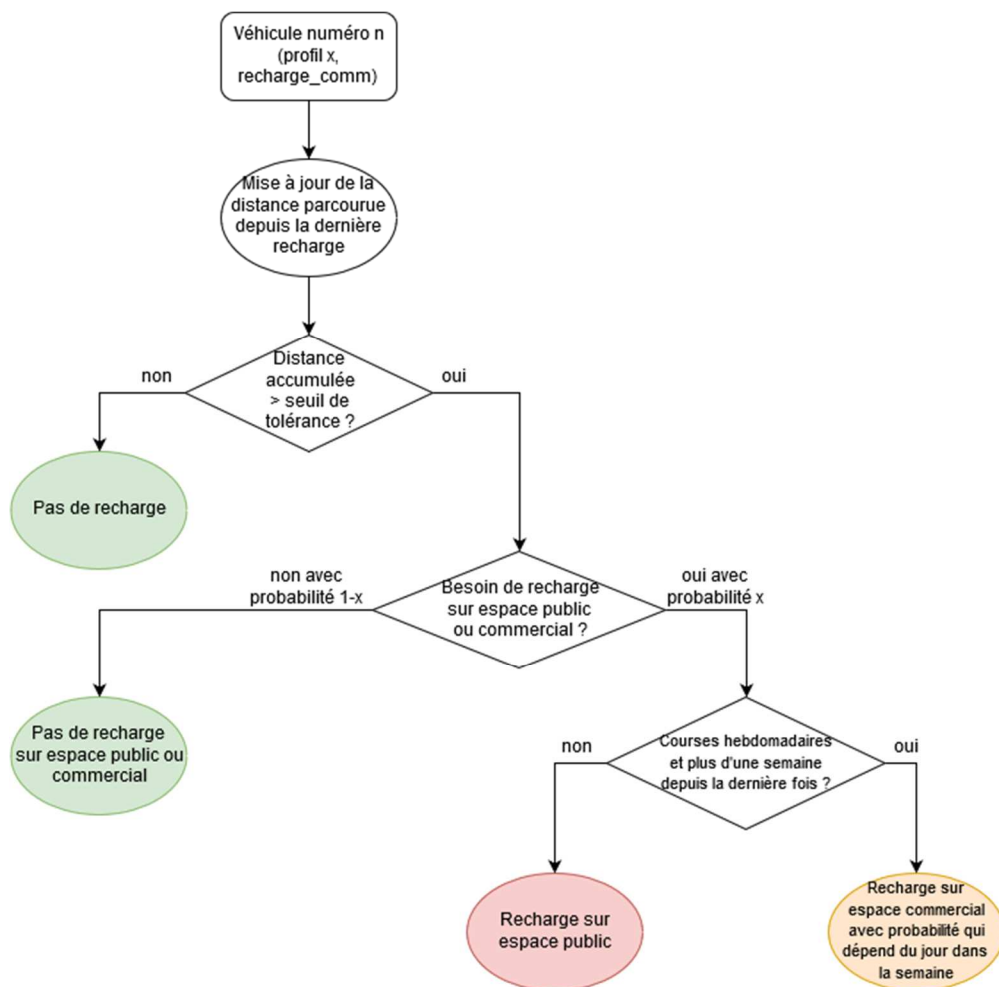 Véhicule numéro n
(profil x,
recharge_comm)
Mise à jour de la
distance parcourue
depuis la dernière
recharge
Distance
accumulée
> seuil de
tolérance ?
non
oui
Pas de recharge
Besoin de recharge
sur espace public
ou commercial ?
non avec
probabilité 1-x
oui avec
probabilité x
Pas de recharge
sur espace public ou
commercial
Courses hebdomadaires
et plus d'une semaine
depuis la dernière fois ?
non
oui
Recharge sur
espace public
Recharge sur
espace commercial
avec probabilité qui
dépend du jour dans
la semaine